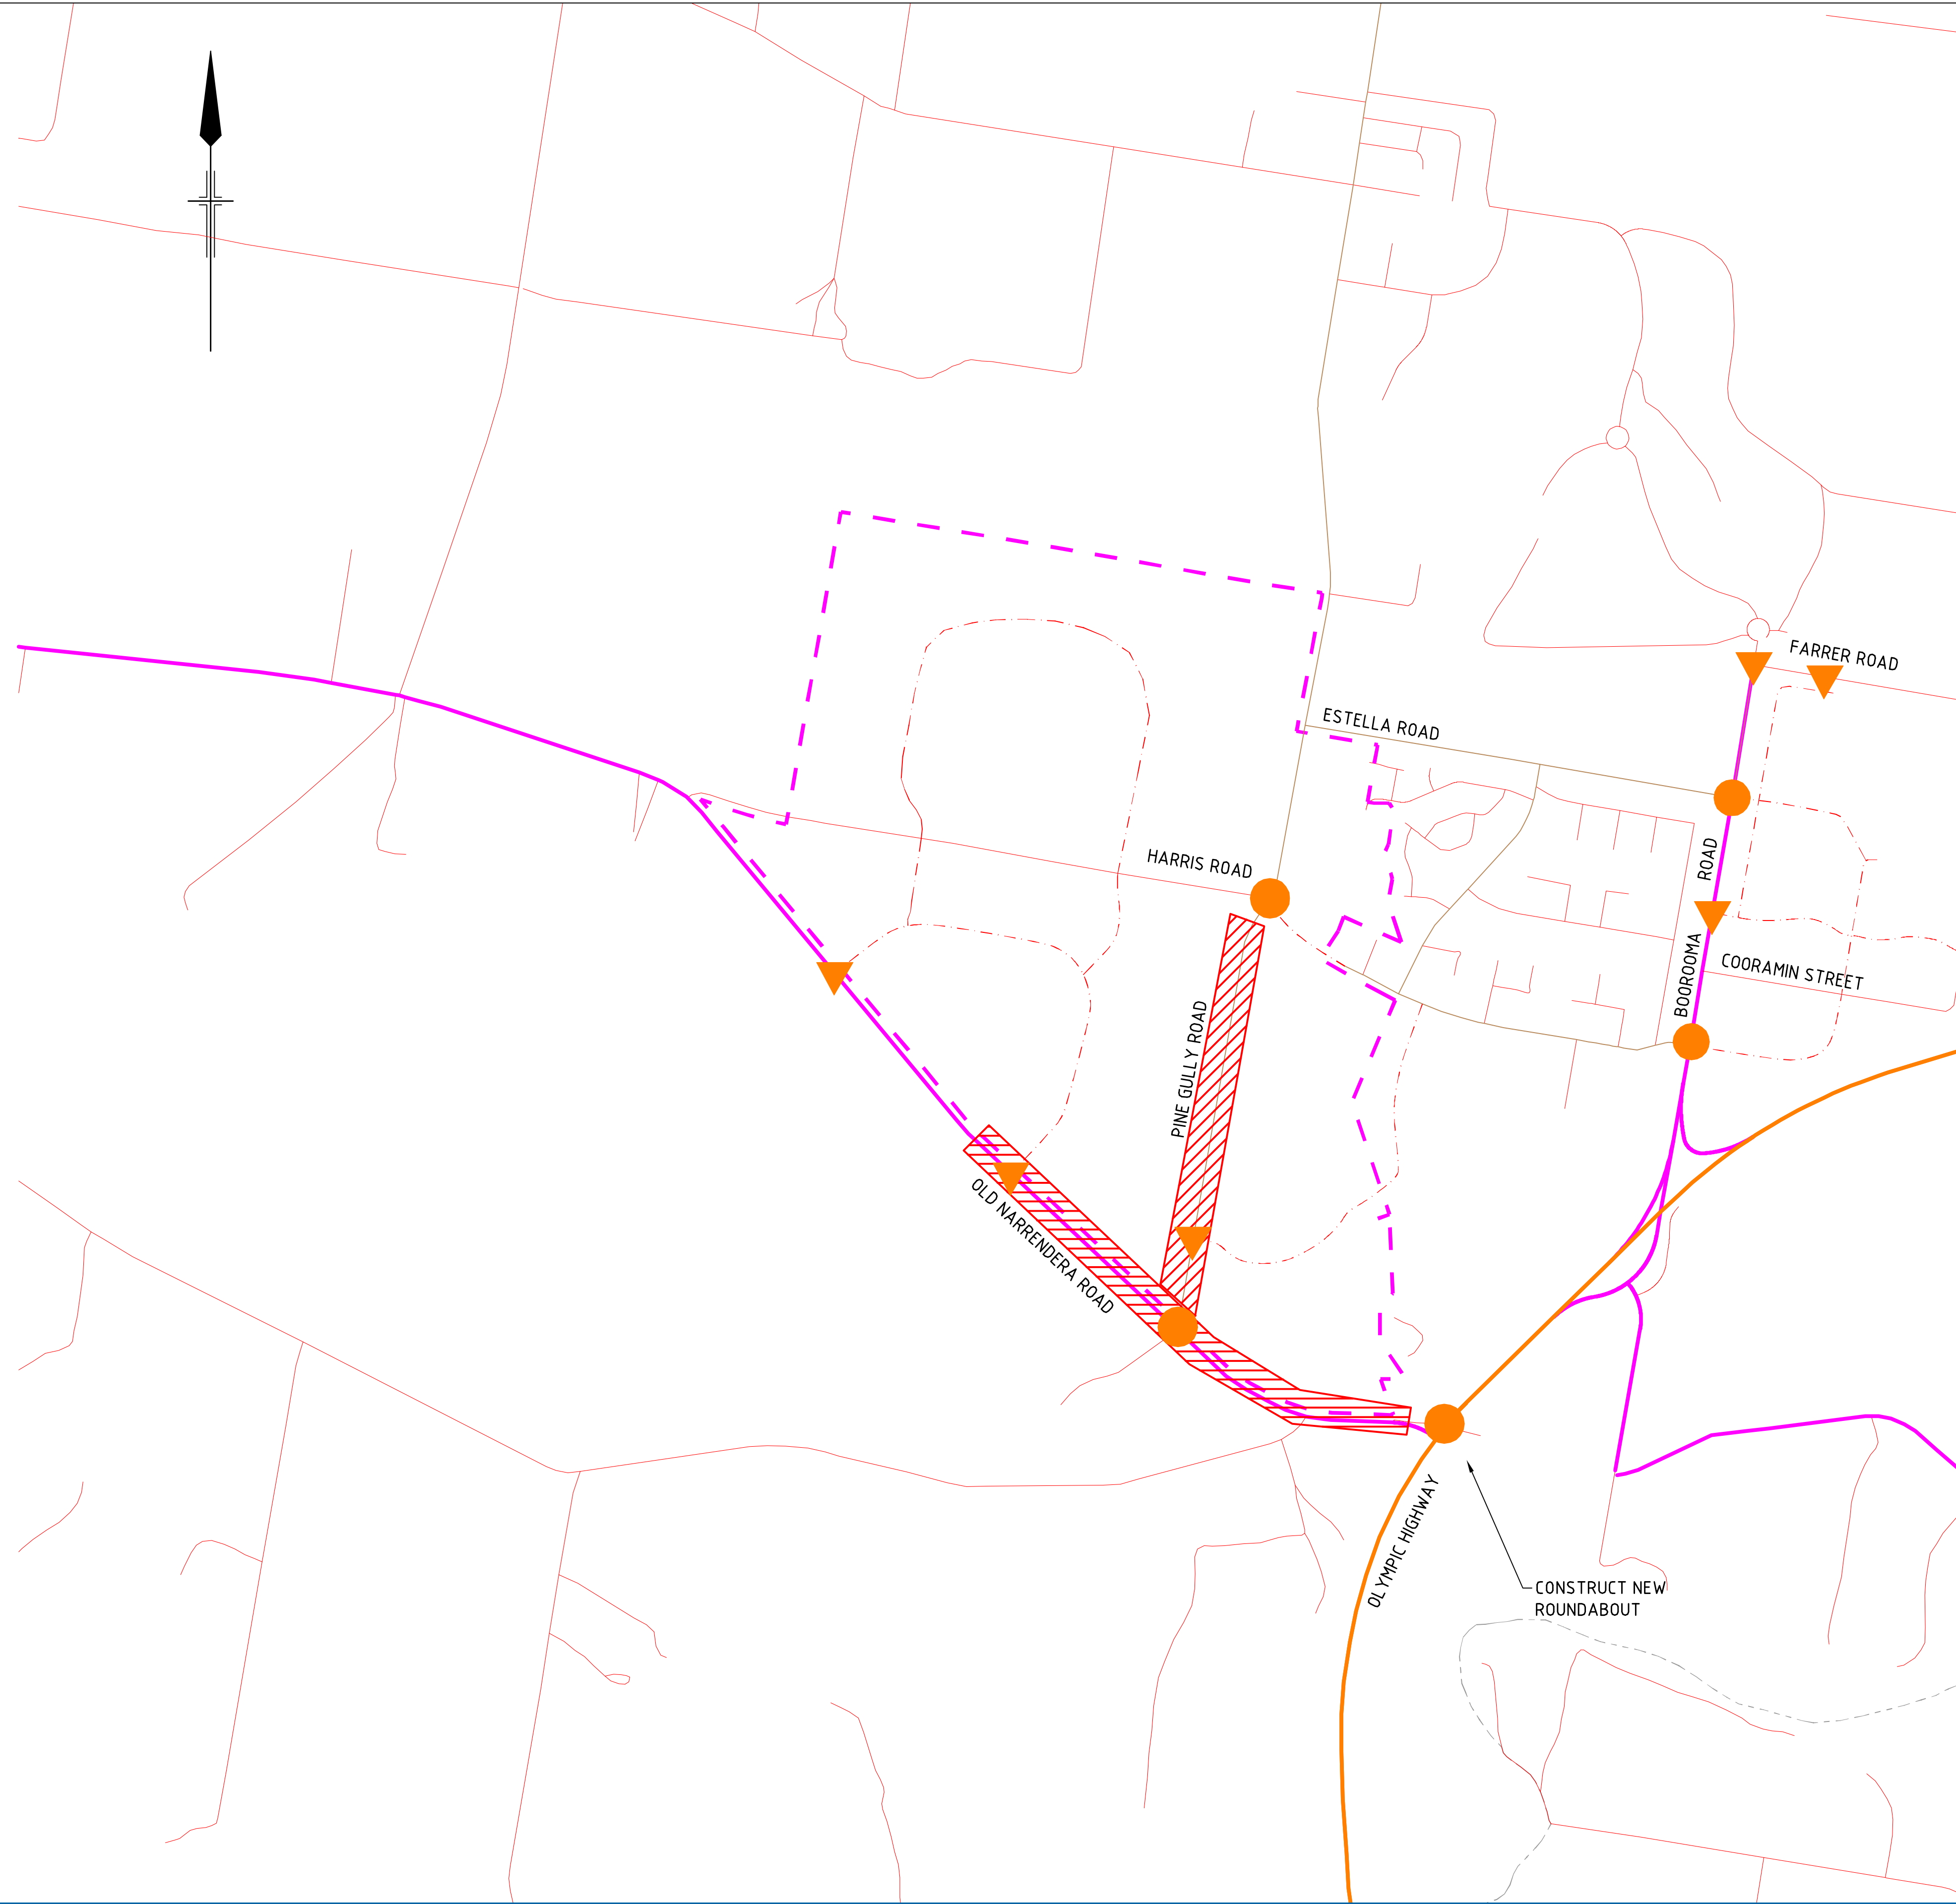 FARRER ROAD
ESTELLA ROAD
HARRIS ROAD
BOOROOMA ROAD
COORAMIN STREET
PINE GULLY ROAD
OLD NARRENDERA ROAD
OLYMPIC HIGHWAY
CONSTRUCT NEW
ROUNDABOUT